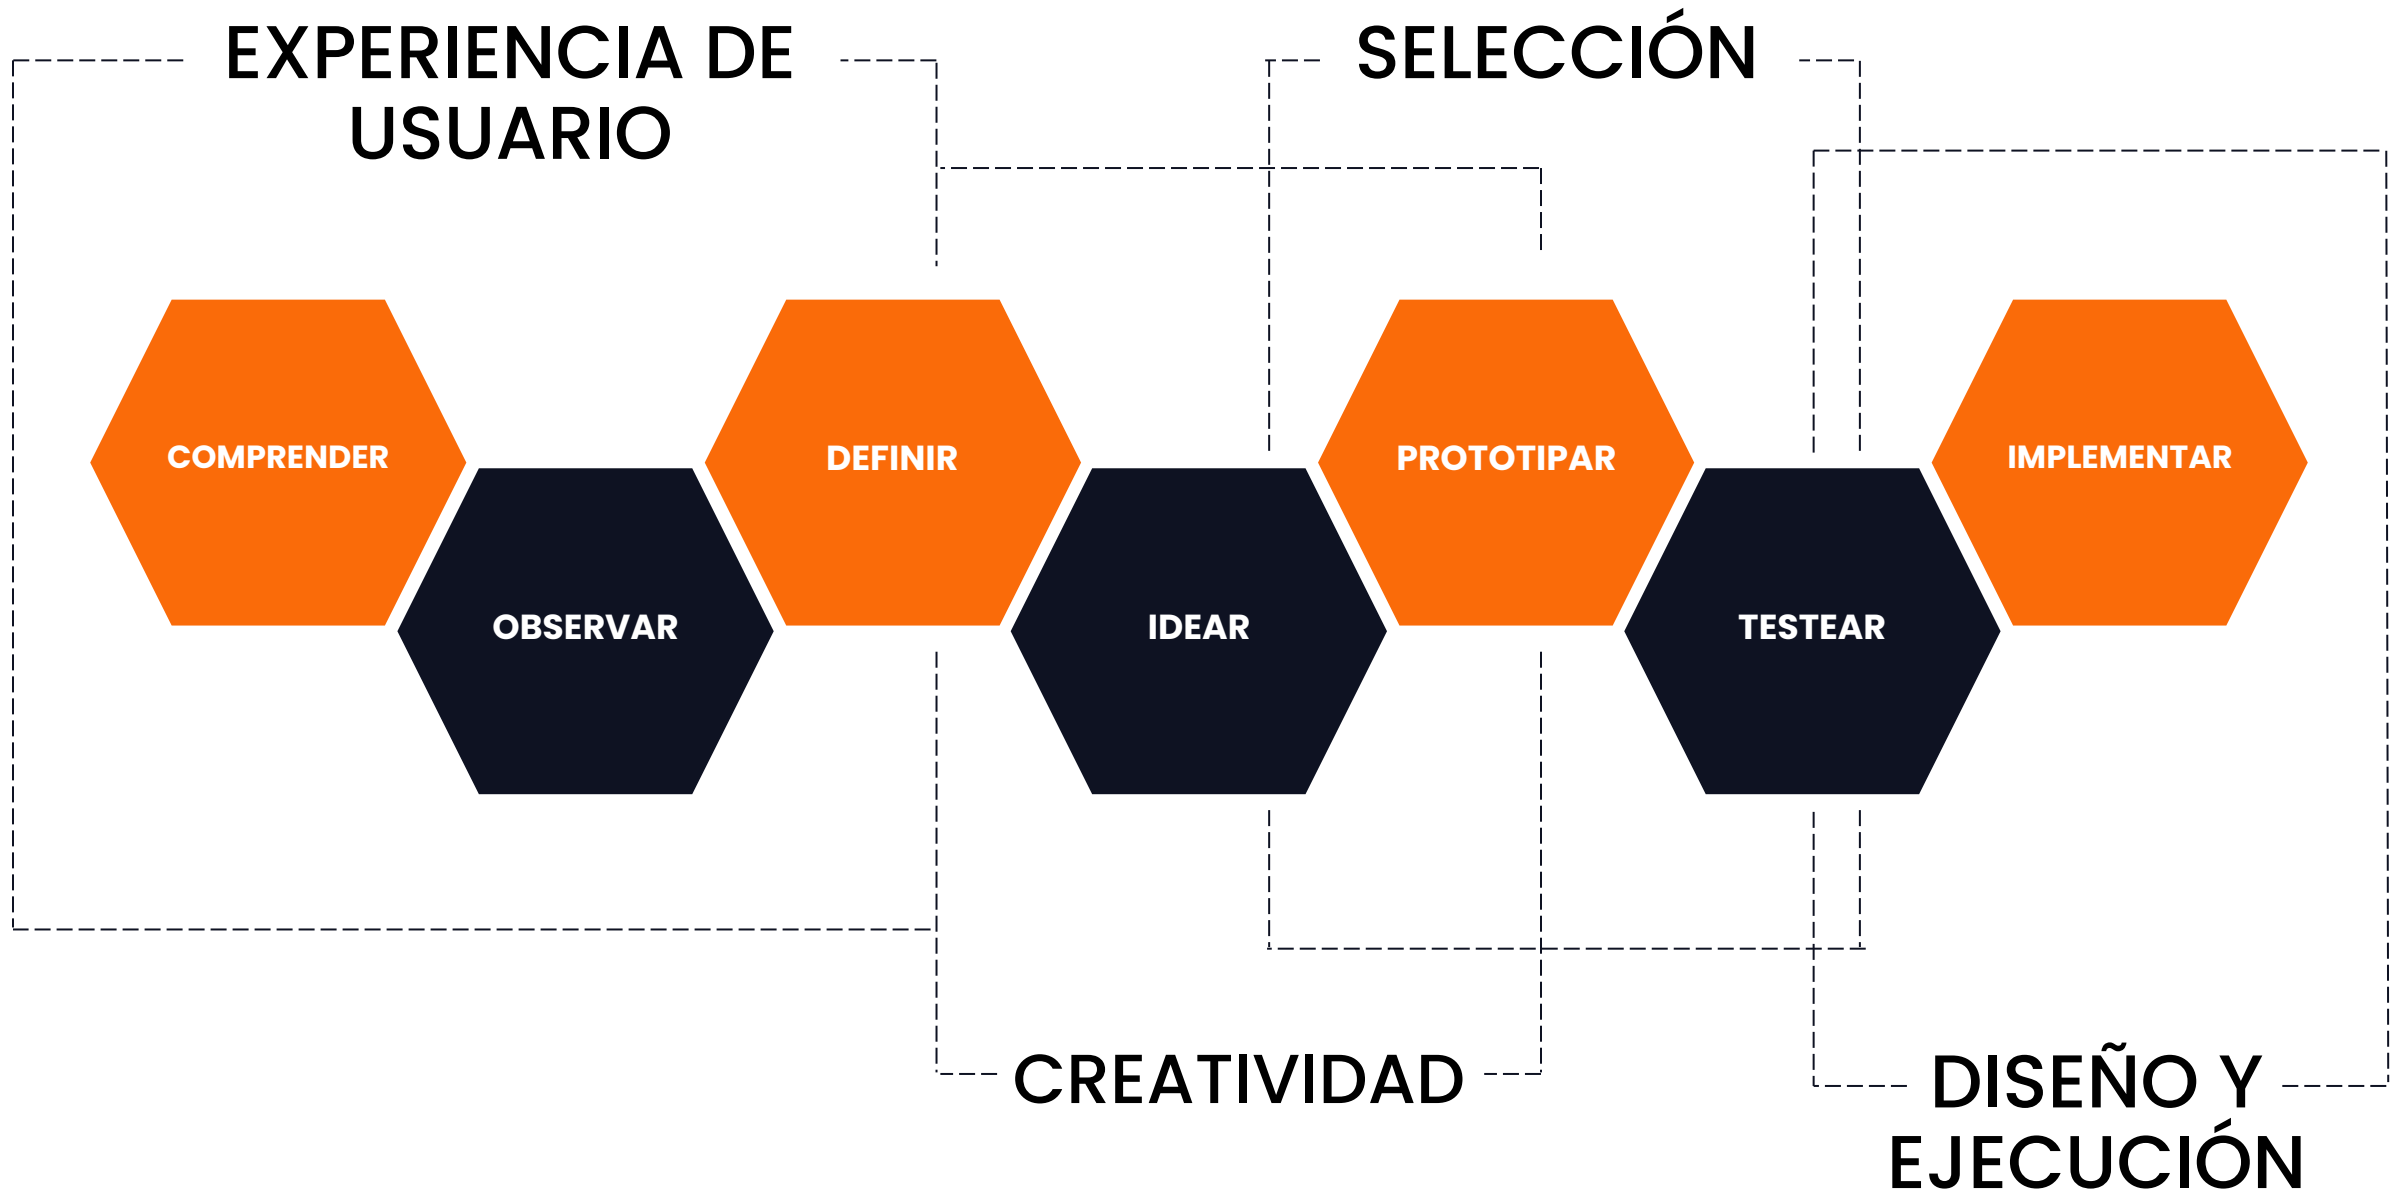 EXPERIENCIA DE
USUARIO
SELECCIÓN
COMPRENDER
DEFINIR
PROTOTIPAR
IMPLEMENTAR
OBSERVAR
IDEAR
TESTEAR
CREATIVIDAD
DISEÑO Y
EJECUCIÓN